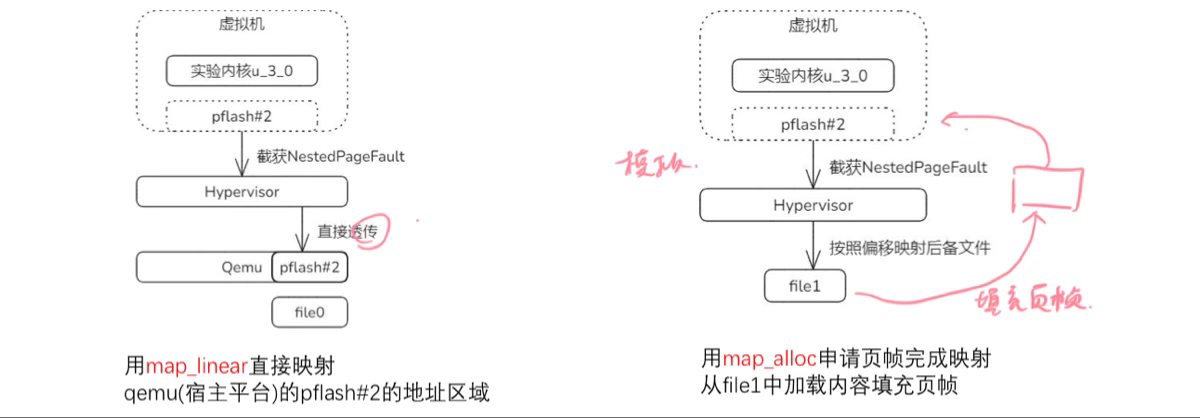 虚拟机
实验内核u_3_0
pflash#2
截获NestedPageFault
Hypervisor
直接透传
Qemu
pflash#2
file0
用map_linear直接映射
qemu(宿主平台)的pflash#2的地址区域
虚拟机
实验内核u_3_0
pflash#2
模拟.
截获NestedPageFault
Hypervisor
按照偏移映射后备文件
file1
填充页帧.
用map_alloc申请页帧完成映射
从file1中加载内容填充页帧